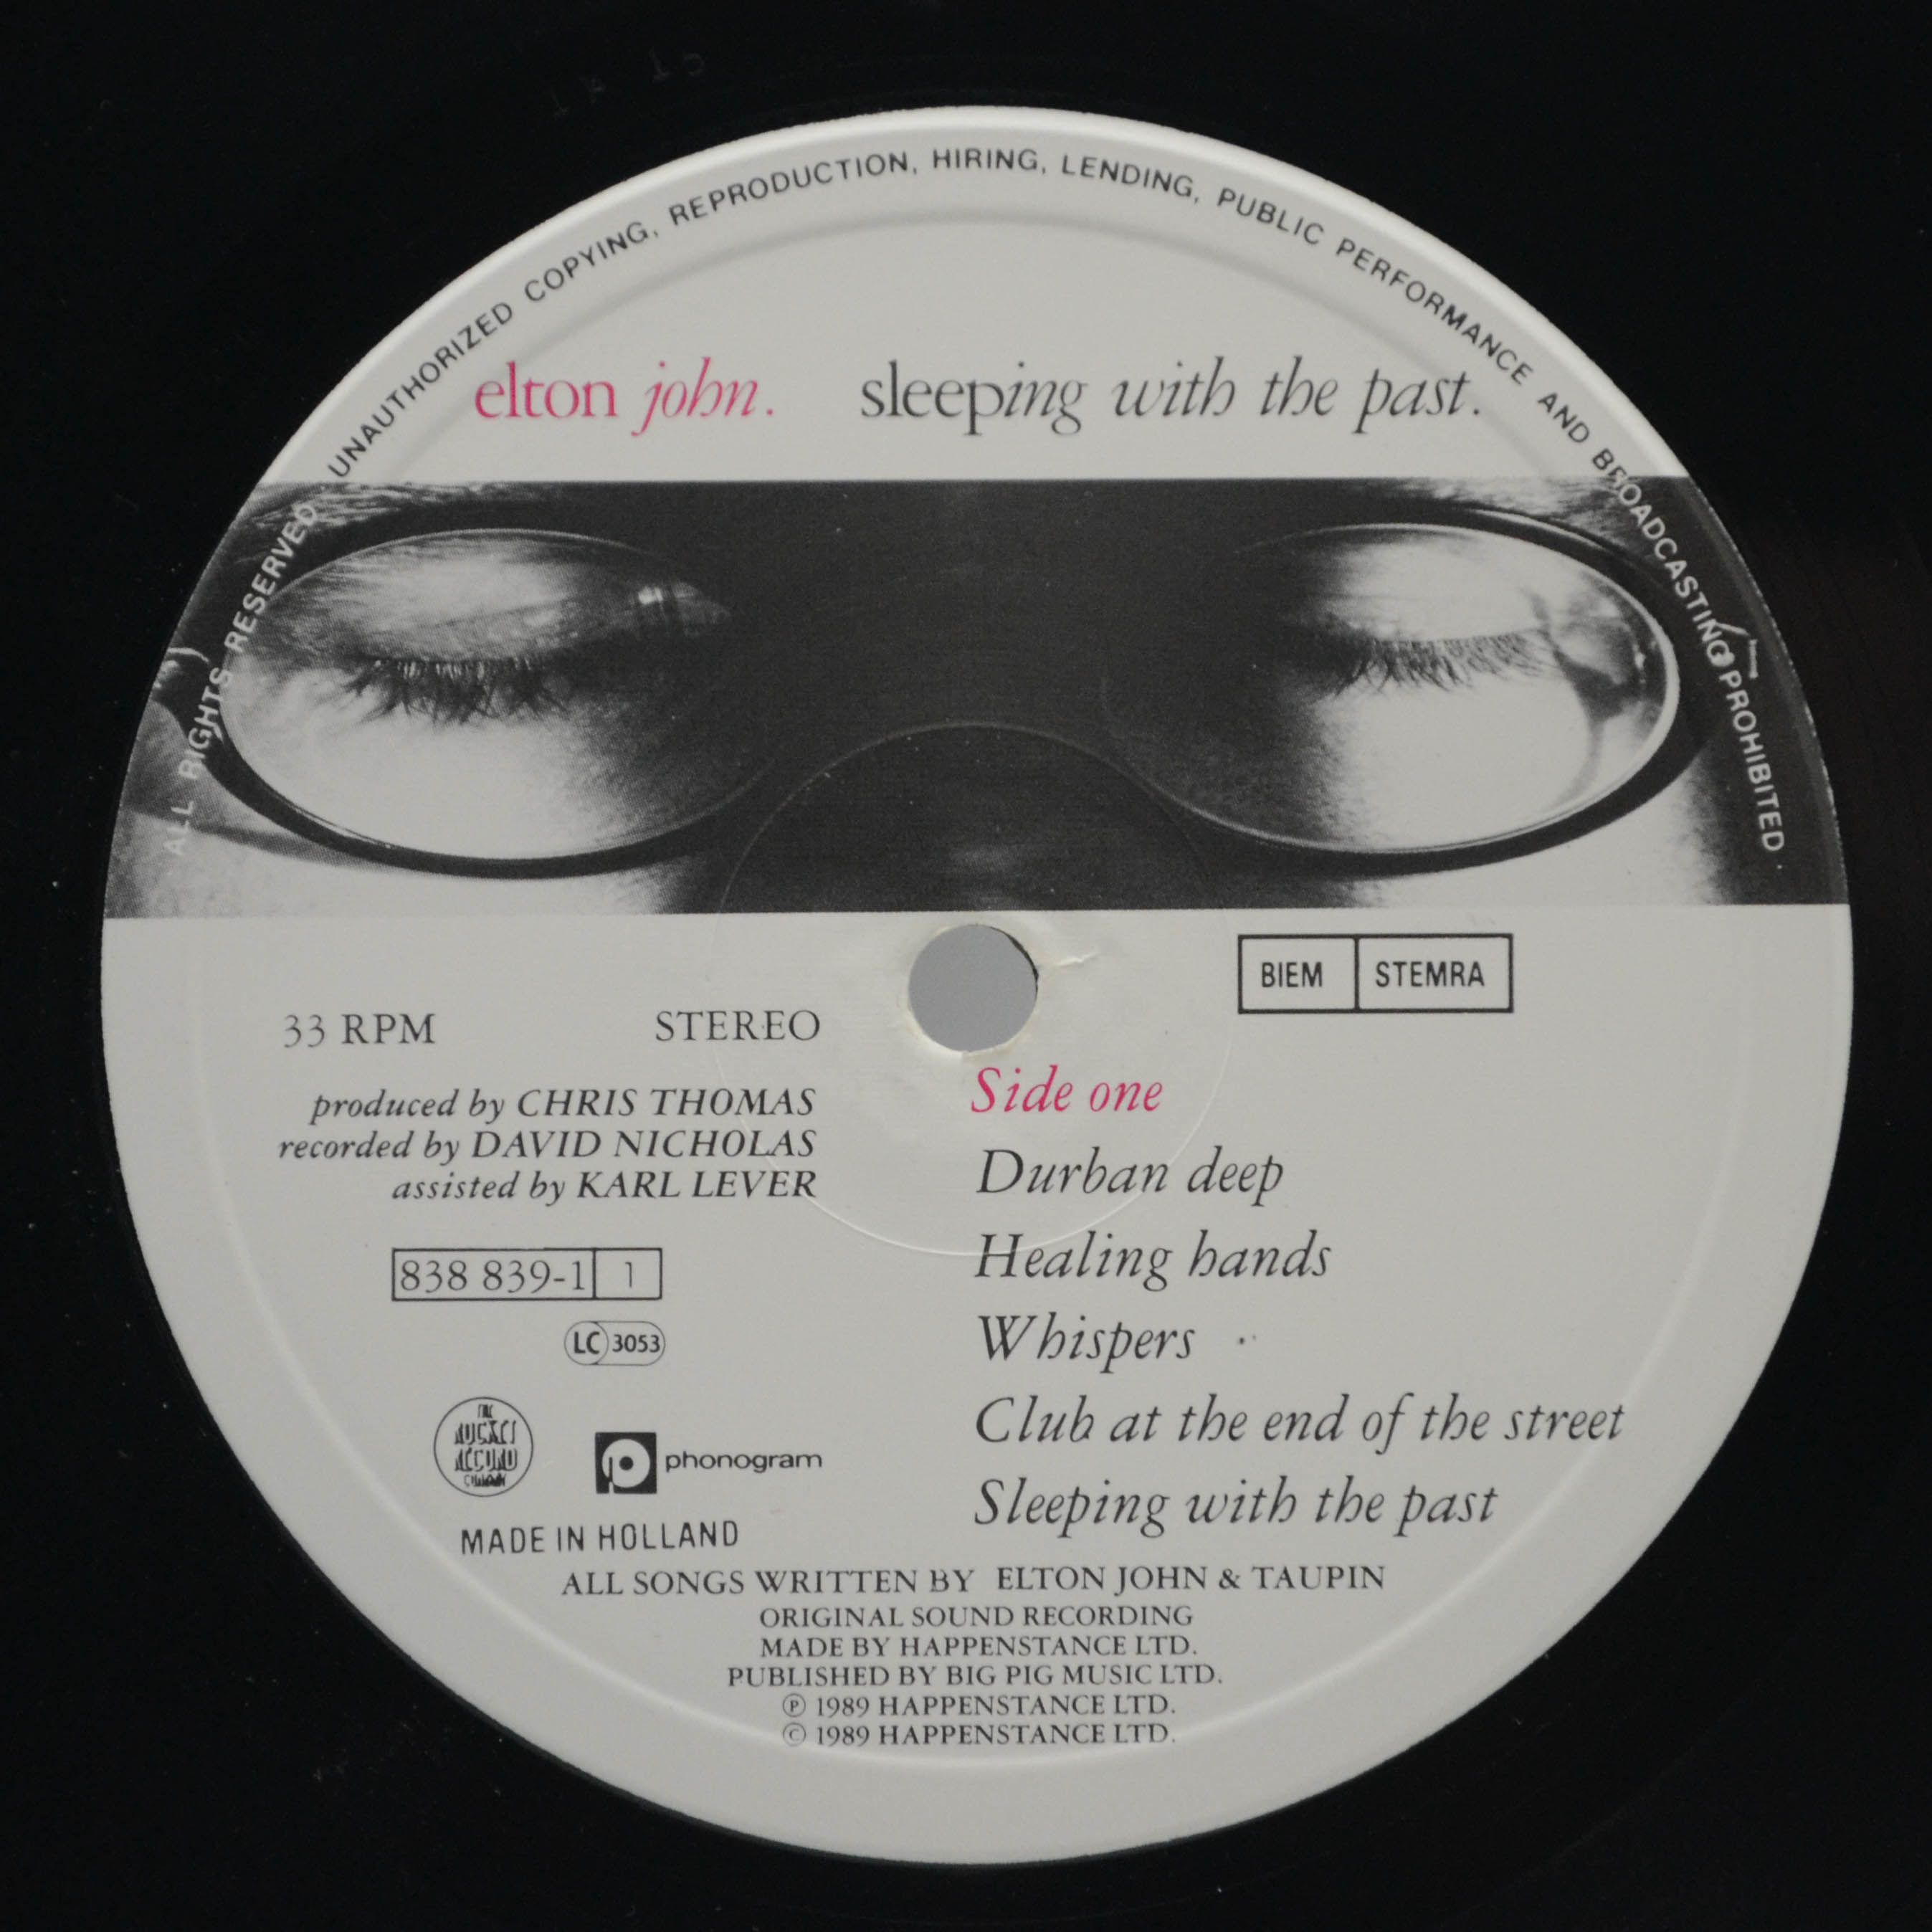 ALL RIGHTS RESERVED · UNAUTHORIZED COPYING, REPRODUCTION, HIRING, LENDING, PUBLIC PERFORMANCE AND BROADCASTING PROHIBITED ·
elton john. sleeping with the past.
BIEM STEMRA
33 RPM STEREO
produced by CHRIS THOMAS
recorded by DAVID NICHOLAS
assisted by KARL LEVER
838 839-1 1
LC 3053
THE
ROCKET
RECORD
COMPANY
phonogram
MADE IN HOLLAND
Side one
Durban deep
Healing hands
Whispers
Club at the end of the street
Sleeping with the past
ALL SONGS WRITTEN BY ELTON JOHN & TAUPIN
ORIGINAL SOUND RECORDING
MADE BY HAPPENSTANCE LTD.
PUBLISHED BY BIG PIG MUSIC LTD.
℗ 1989 HAPPENSTANCE LTD.
© 1989 HAPPENSTANCE LTD.